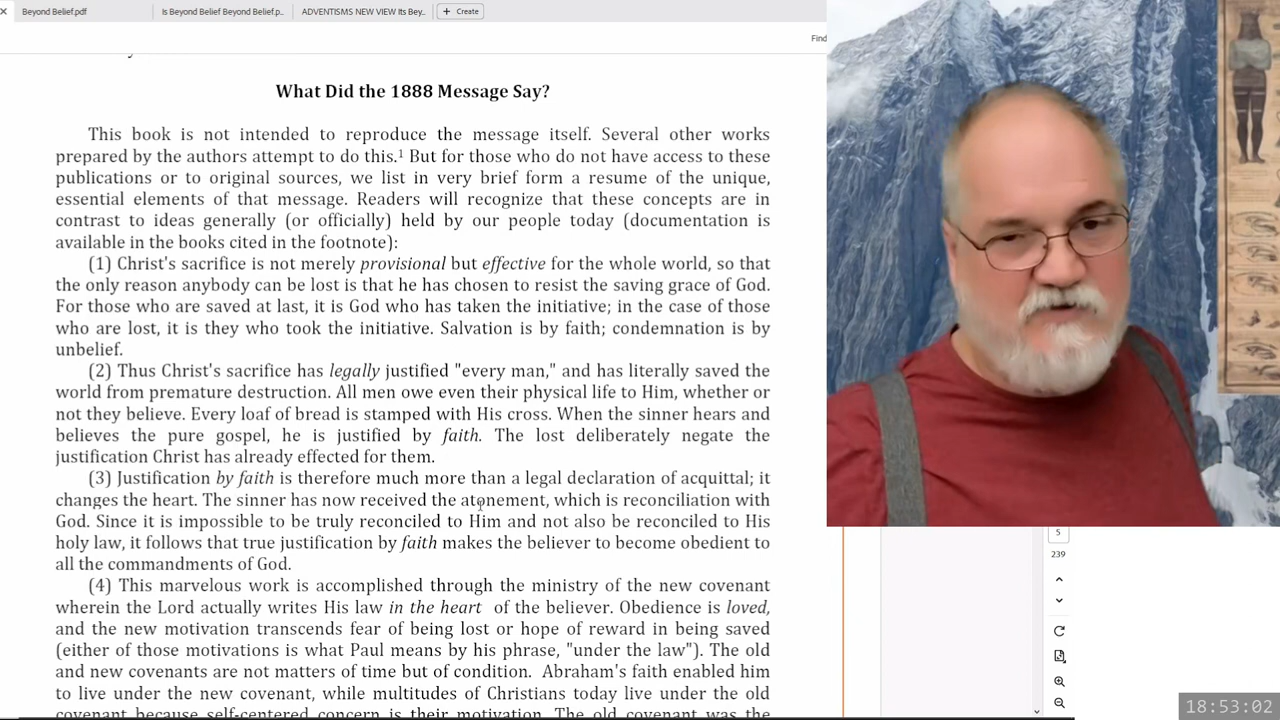 Beyond Belief.pdf
Is Beyond Belief Beyond Belief.p..
ADVENTISMS NEW VIEW Its Bey..
+ Create
Find
What Did the 1888 Message Say?
This book is not intended to reproduce the message itself. Several other works
prepared by the authors attempt to do this.1 But for those who do not have access to these
publications or to original sources, we list in very brief form a resume of the unique,
essential elements of that message. Readers will recognize that these concepts are in
contrast to ideas generally (or officially) held by our people today (documentation is
available in the books cited in the footnote):
(1) Christ's sacrifice is not merely provisional but effective for the whole world, so that
the only reason anybody can be lost is that he has chosen to resist the saving grace of God.
For those who are saved at last, it is God who has taken the initiative; in the case of those
who are lost, it is they who took the initiative. Salvation is by faith; condemnation is by
unbelief.
(2) Thus Christ's sacrifice has legally justified "every man," and has literally saved the
world from premature destruction. All men owe even their physical life to Him, whether or
not they believe. Every loaf of bread is stamped with His cross. When the sinner hears and
believes the pure gospel, he is justified by faith. The lost deliberately negate the
justification Christ has already effected for them.
(3) Justification by faith is therefore much more than a legal declaration of acquittal; it
changes the heart. The sinner has now received the atonement, which is reconciliation with
God. Since it is impossible to be truly reconciled to Him and not also be reconciled to His
holy law, it follows that true justification by faith makes the believer to become obedient to
all the commandments of God.
(4) This marvelous work is accomplished through the ministry of the new covenant
wherein the Lord actually writes His law in the heart of the believer. Obedience is loved,
and the new motivation transcends fear of being lost or hope of reward in being saved
(either of those motivations is what Paul means by his phrase, "under the law"). The old
and new covenants are not matters of time but of condition. Abraham's faith enabled him
to live under the new covenant, while multitudes of Christians today live under the old
covenant because self-centered concern is their motivation. The old covenant was the
5
239
18:53:02